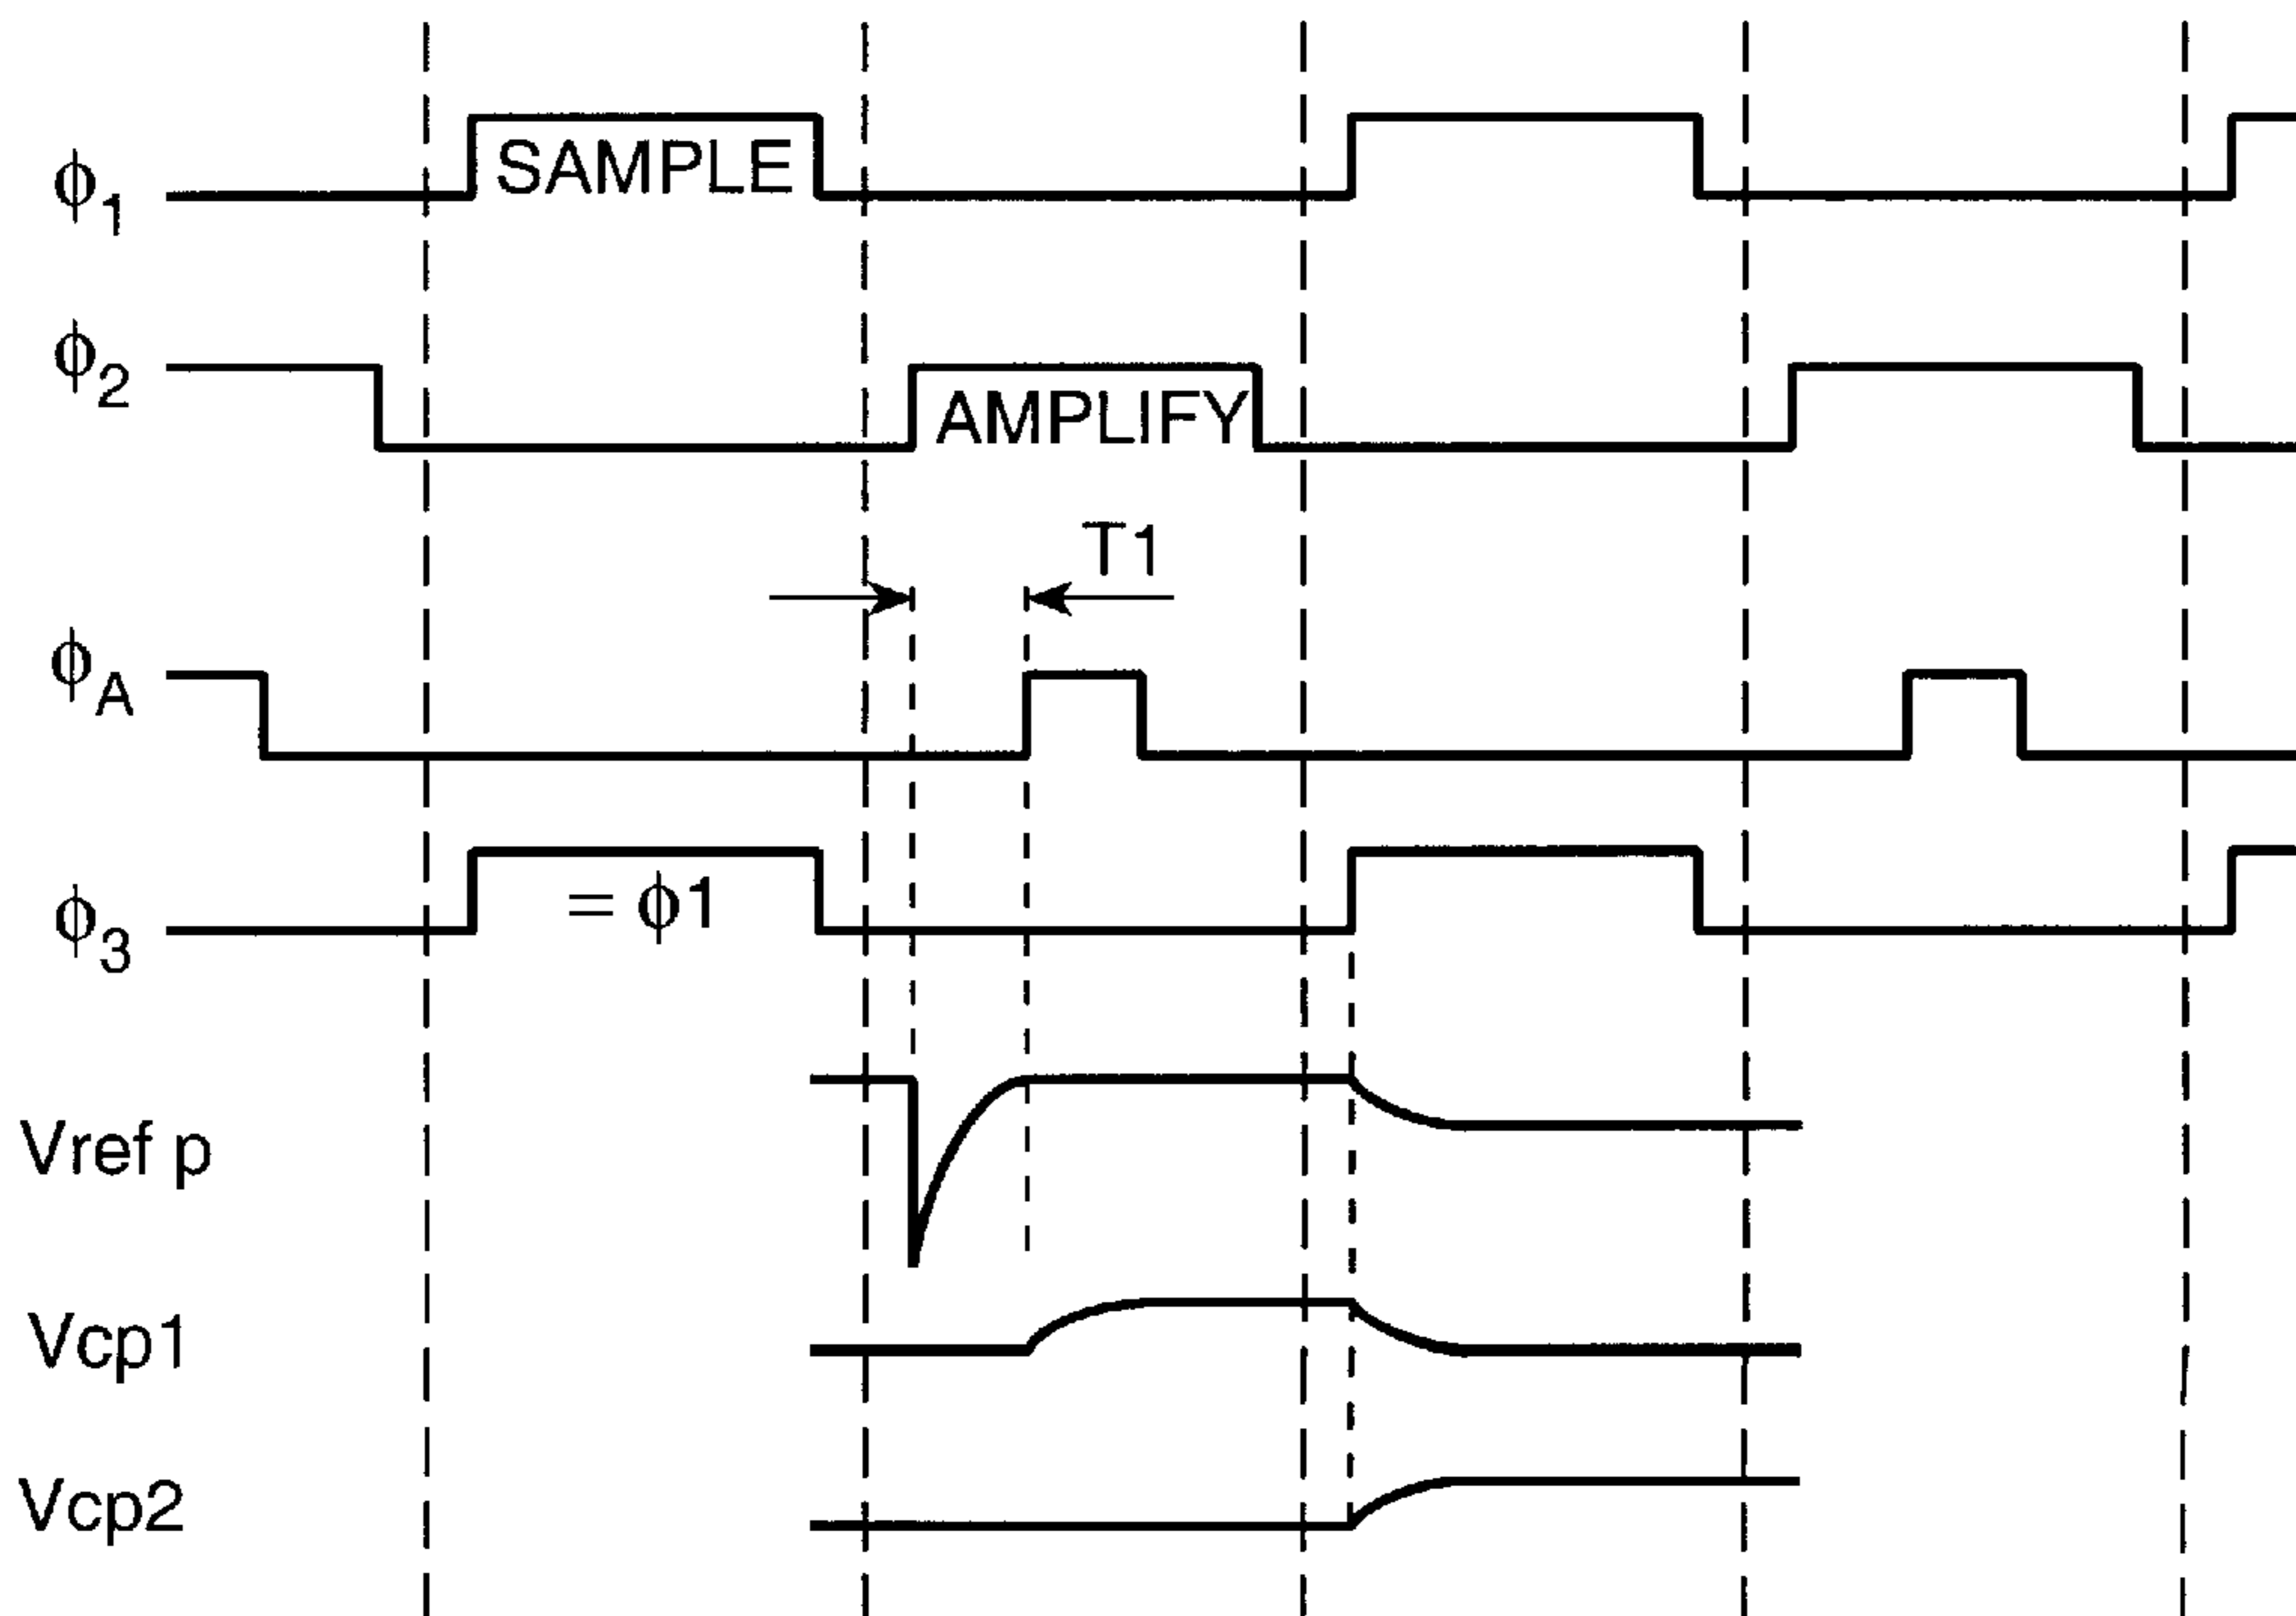 ϕ1 SAMPLE
ϕ2 AMPLIFY
T1
ϕA
ϕ3 = ϕ1
Vref p
Vcp1
Vcp2